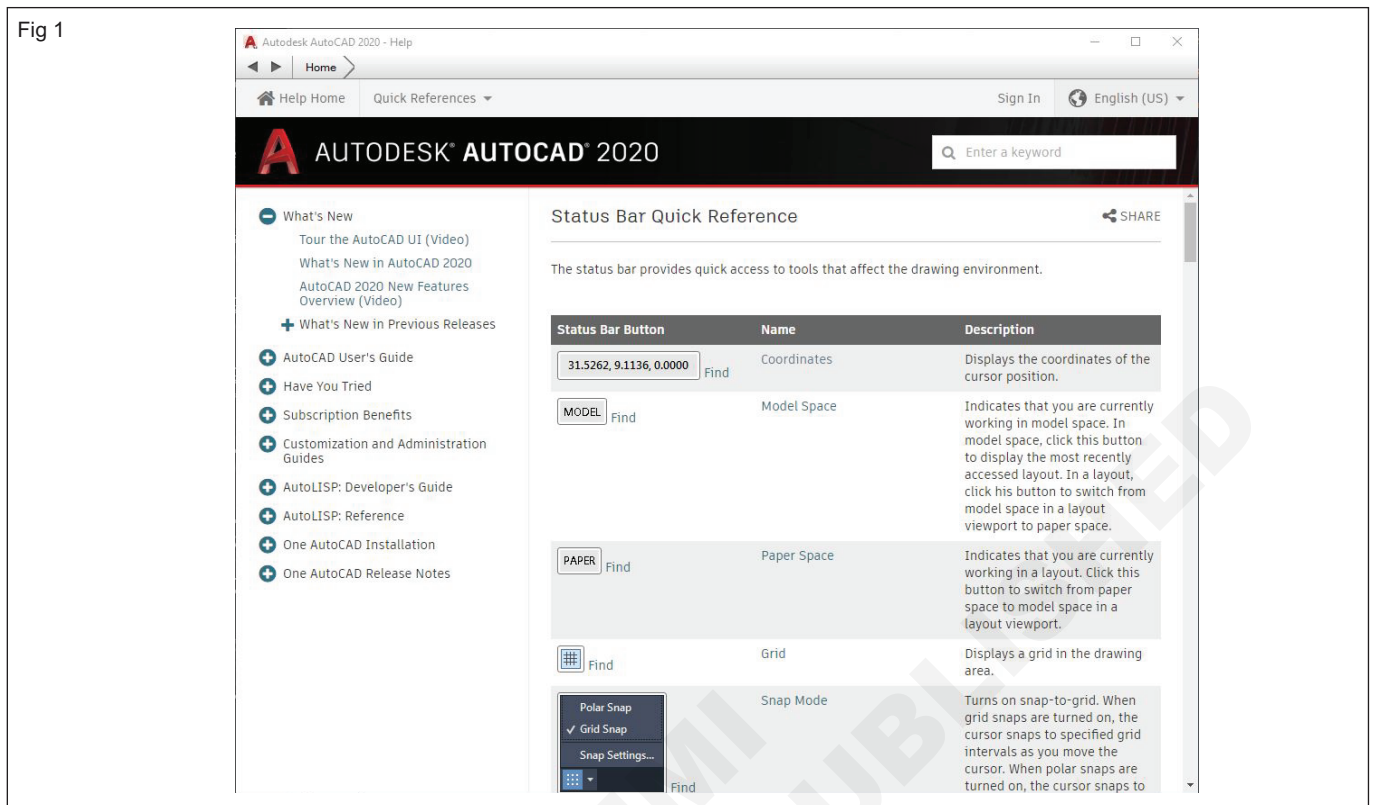 Fig 1
Autodesk AutoCAD 2020 - Help
Home
Help Home
Quick References
Sign In
English (US)
AUTODESK® AUTOCAD® 2020
Enter a keyword
What's New
Tour the AutoCAD UI (Video)
What's New in AutoCAD 2020
AutoCAD 2020 New Features
Overview (Video)
What's New in Previous Releases
AutoCAD User's Guide
Have You Tried
Subscription Benefits
Customization and Administration
Guides
AutoLISP: Developer's Guide
AutoLISP: Reference
One AutoCAD Installation
One AutoCAD Release Notes
Status Bar Quick Reference
SHARE
The status bar provides quick access to tools that affect the drawing environment.
Status Bar Button
Name
Description
31.5262, 9.1136, 0.0000
Find
Coordinates
Displays the coordinates of the
cursor position.
MODEL
Find
Model Space
Indicates that you are currently
working in model space. In
model space, click this button
to display the most recently
accessed layout. In a layout,
click his button to switch from
model space in a layout
viewport to paper space.
PAPER
Find
Paper Space
Indicates that you are currently
working in a layout. Click this
button to switch from paper
space to model space in a
layout viewport.
Find
Grid
Displays a grid in the drawing
area.
Polar Snap
Grid Snap
Snap Settings...
Find
Snap Mode
Turns on snap-to-grid. When
grid snaps are turned on, the
cursor snaps to specified grid
intervals as you move the
cursor. When polar snaps are
turned on, the cursor snaps to